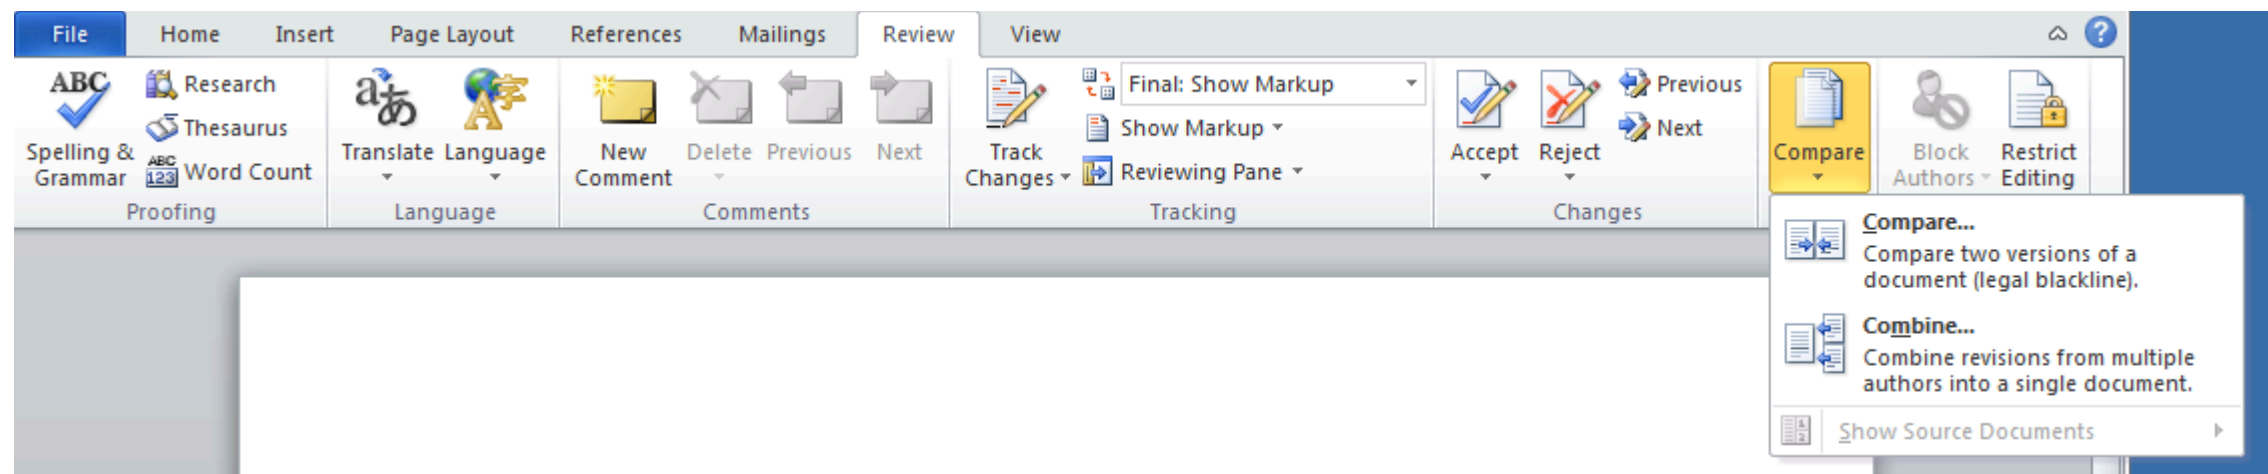 File Home Insert Page Layout References Mailings Review View
ABC Research
Thesaurus
Spelling & Grammar
ABC 123 Word Count
Proofing
aあ
Translate Language
Language
New Comment Delete Previous Next
Comments
Track Changes
Final: Show Markup
Show Markup
Reviewing Pane
Tracking
Accept Reject
Previous
Next
Changes
Compare
Block Authors
Restrict Editing
Compare...
Compare two versions of a
document (legal blackline).
Combine...
Combine revisions from multiple
authors into a single document.
Show Source Documents